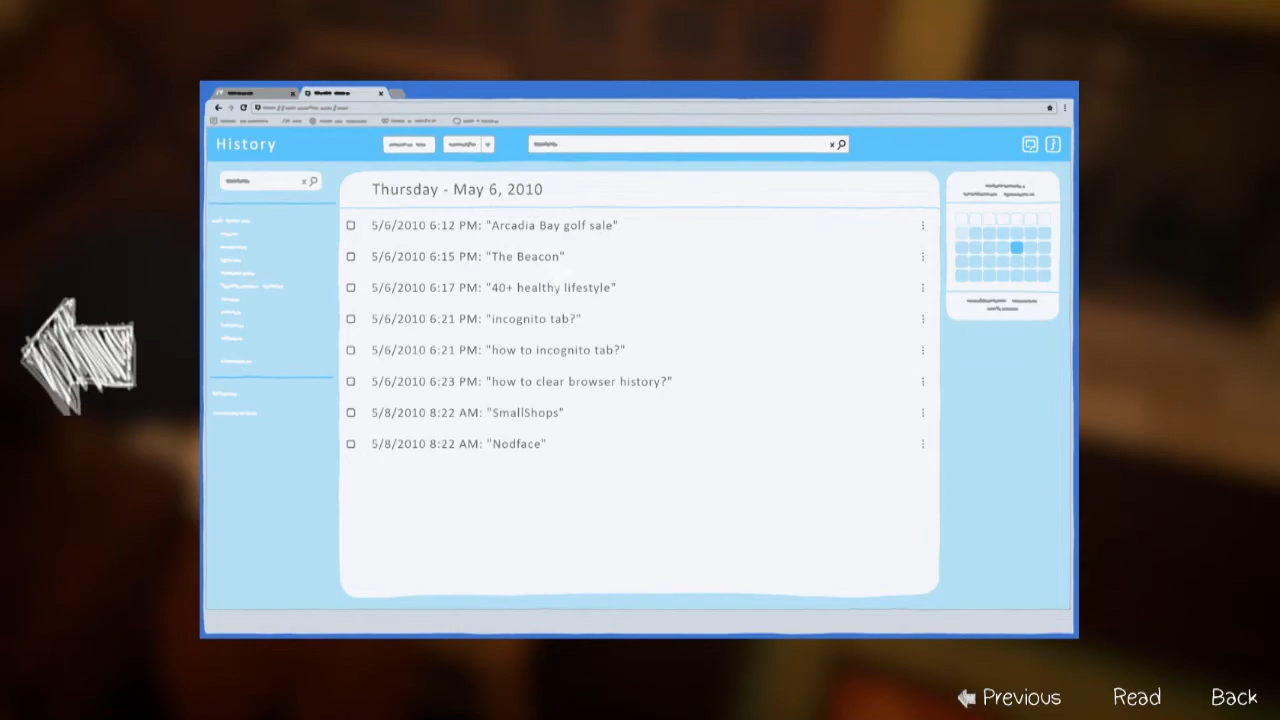 History
Thursday - May 6, 2010
5/6/2010 6:12 PM: "Arcadia Bay golf sale"
5/6/2010 6:15 PM: "The Beacon"
5/6/2010 6:17 PM: "40+ healthy lifestyle"
5/6/2010 6:21 PM: "incognito tab?"
5/6/2010 6:21 PM: "how to incognito tab?"
5/6/2010 6:23 PM: "how to clear browser history?"
5/8/2010 8:22 AM: "SmallShops"
5/8/2010 8:22 AM: "Nodface"
Previous Read Back